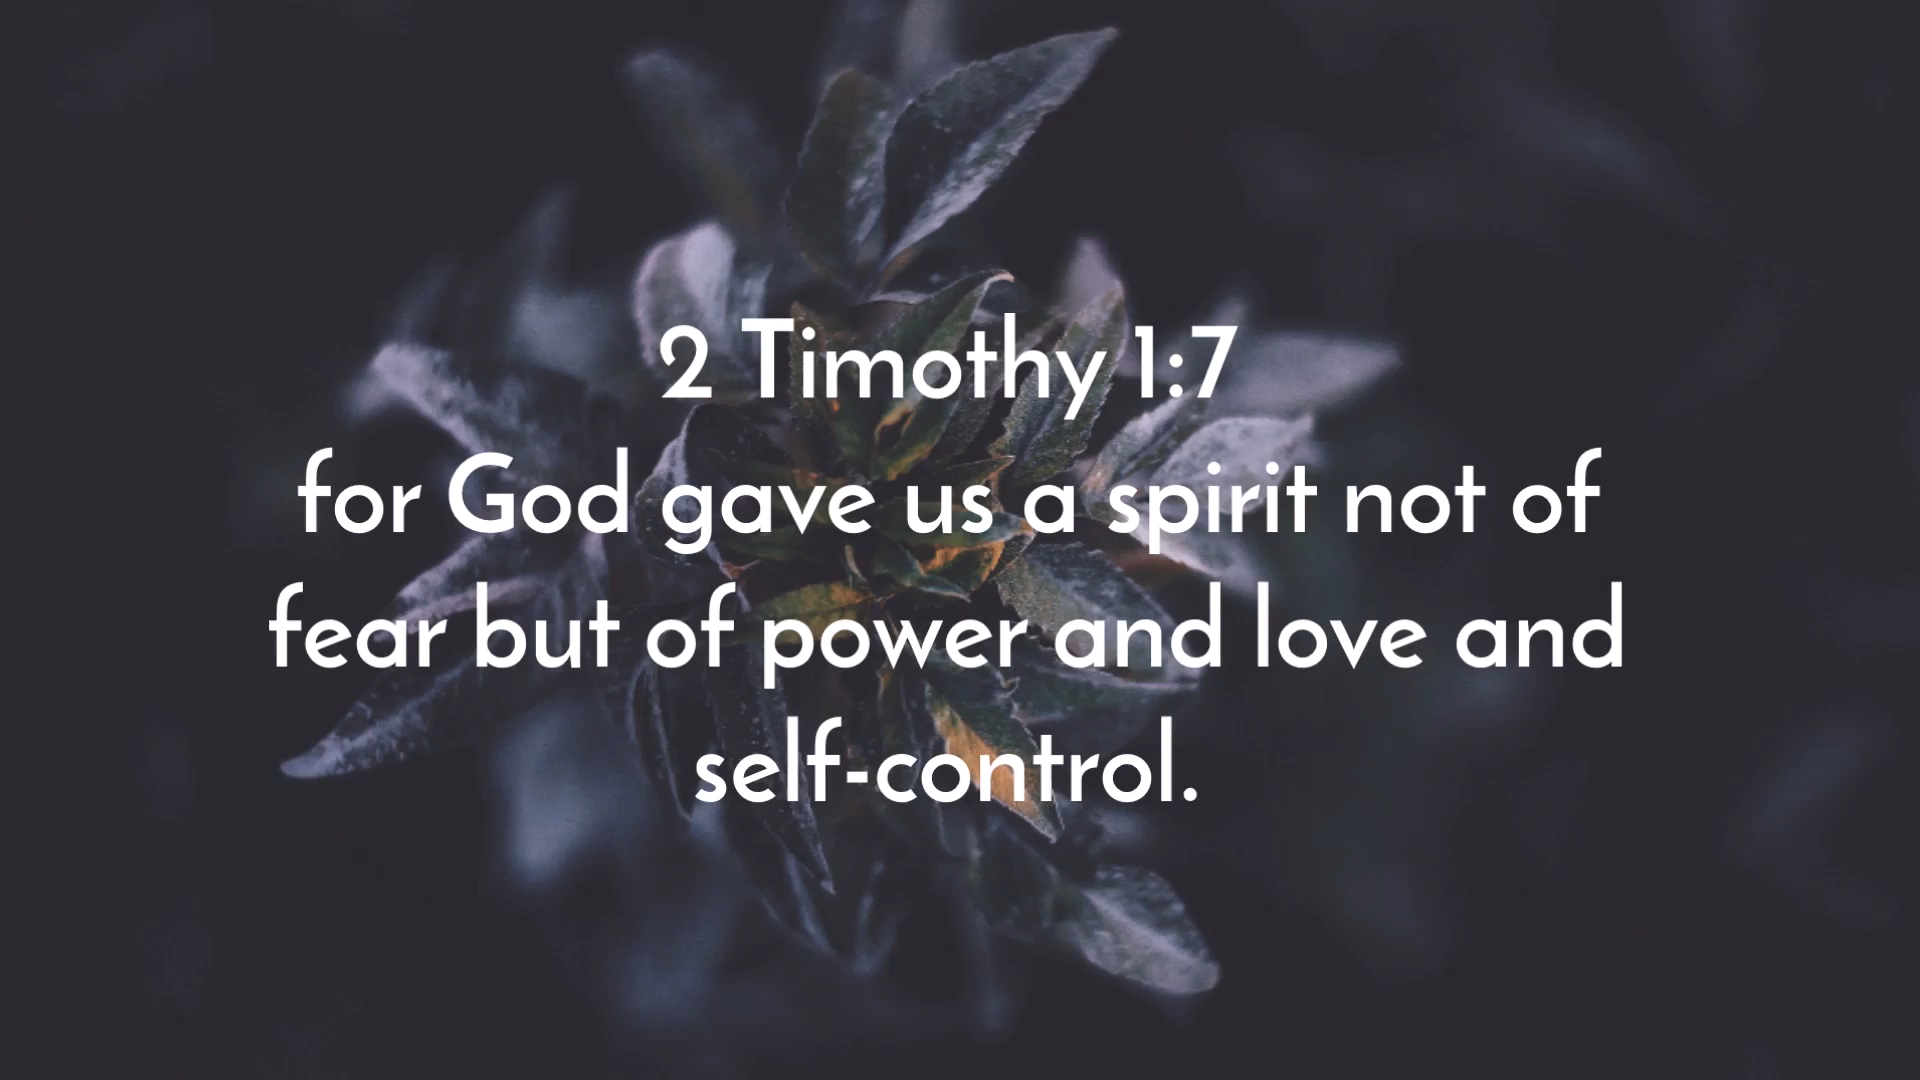 2 Timothy 1:7
for God gave us a spirit not of
fear but of power and love and
self-control.